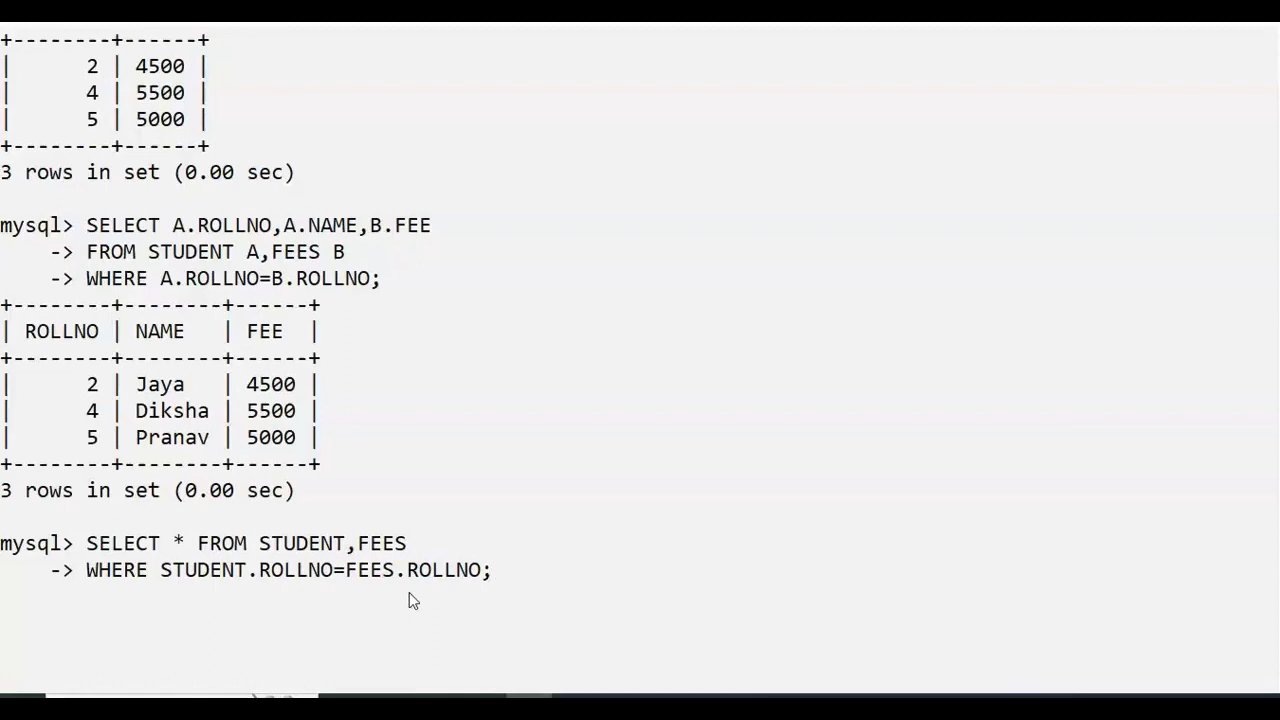 +--------+------+
|      2 | 4500 |
|      4 | 5500 |
|      5 | 5000 |
+--------+------+
3 rows in set (0.00 sec)

mysql> SELECT A.ROLLNO,A.NAME,B.FEE
    -> FROM STUDENT A,FEES B
    -> WHERE A.ROLLNO=B.ROLLNO;
+--------+--------+------+
| ROLLNO | NAME   | FEE  |
+--------+--------+------+
|      2 | Jaya   | 4500 |
|      4 | Diksha | 5500 |
|      5 | Pranav | 5000 |
+--------+--------+------+
3 rows in set (0.00 sec)

mysql> SELECT * FROM STUDENT,FEES
    -> WHERE STUDENT.ROLLNO=FEES.ROLLNO;